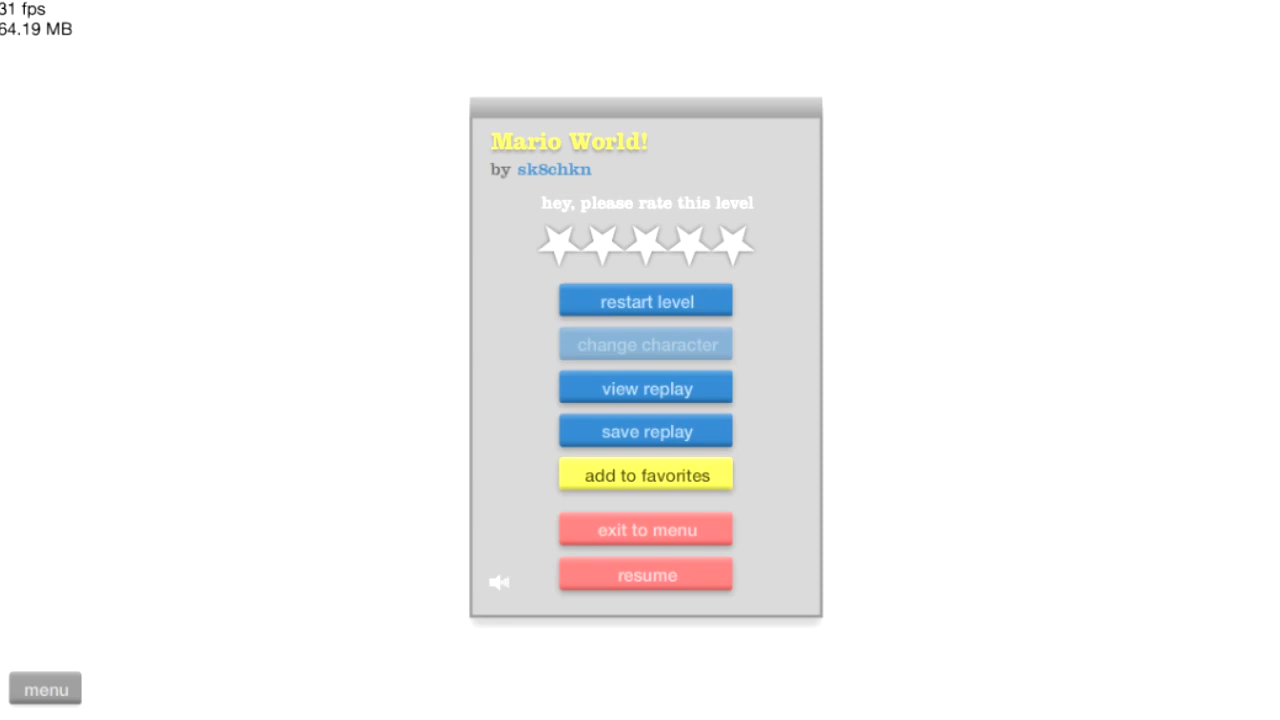 31 fps
64.19 MB
Mario World!
by sk8chkn
hey, please rate this level
restart level
change character
view replay
save replay
add to favorites
exit to menu
resume
menu